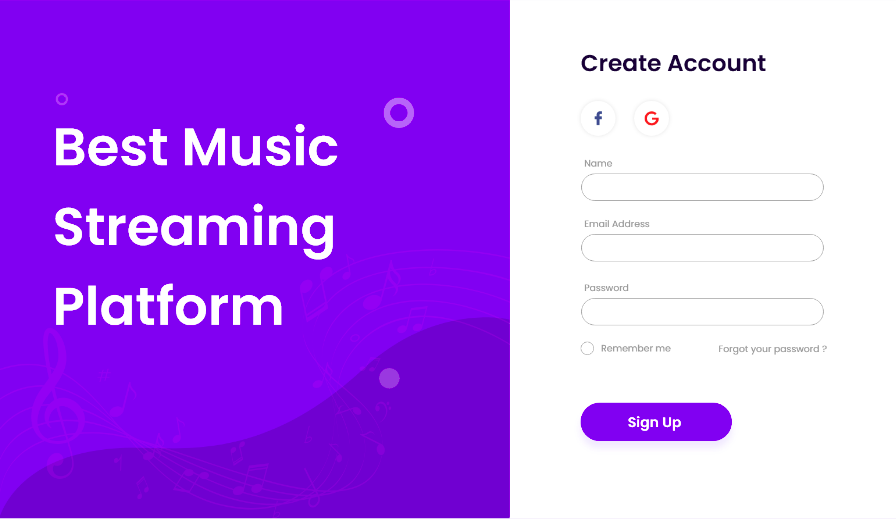 Best Music
Streaming
Platform
Create Account
f G
Name
Email Address
Password
Remember me Forgot your password ?
Sign Up